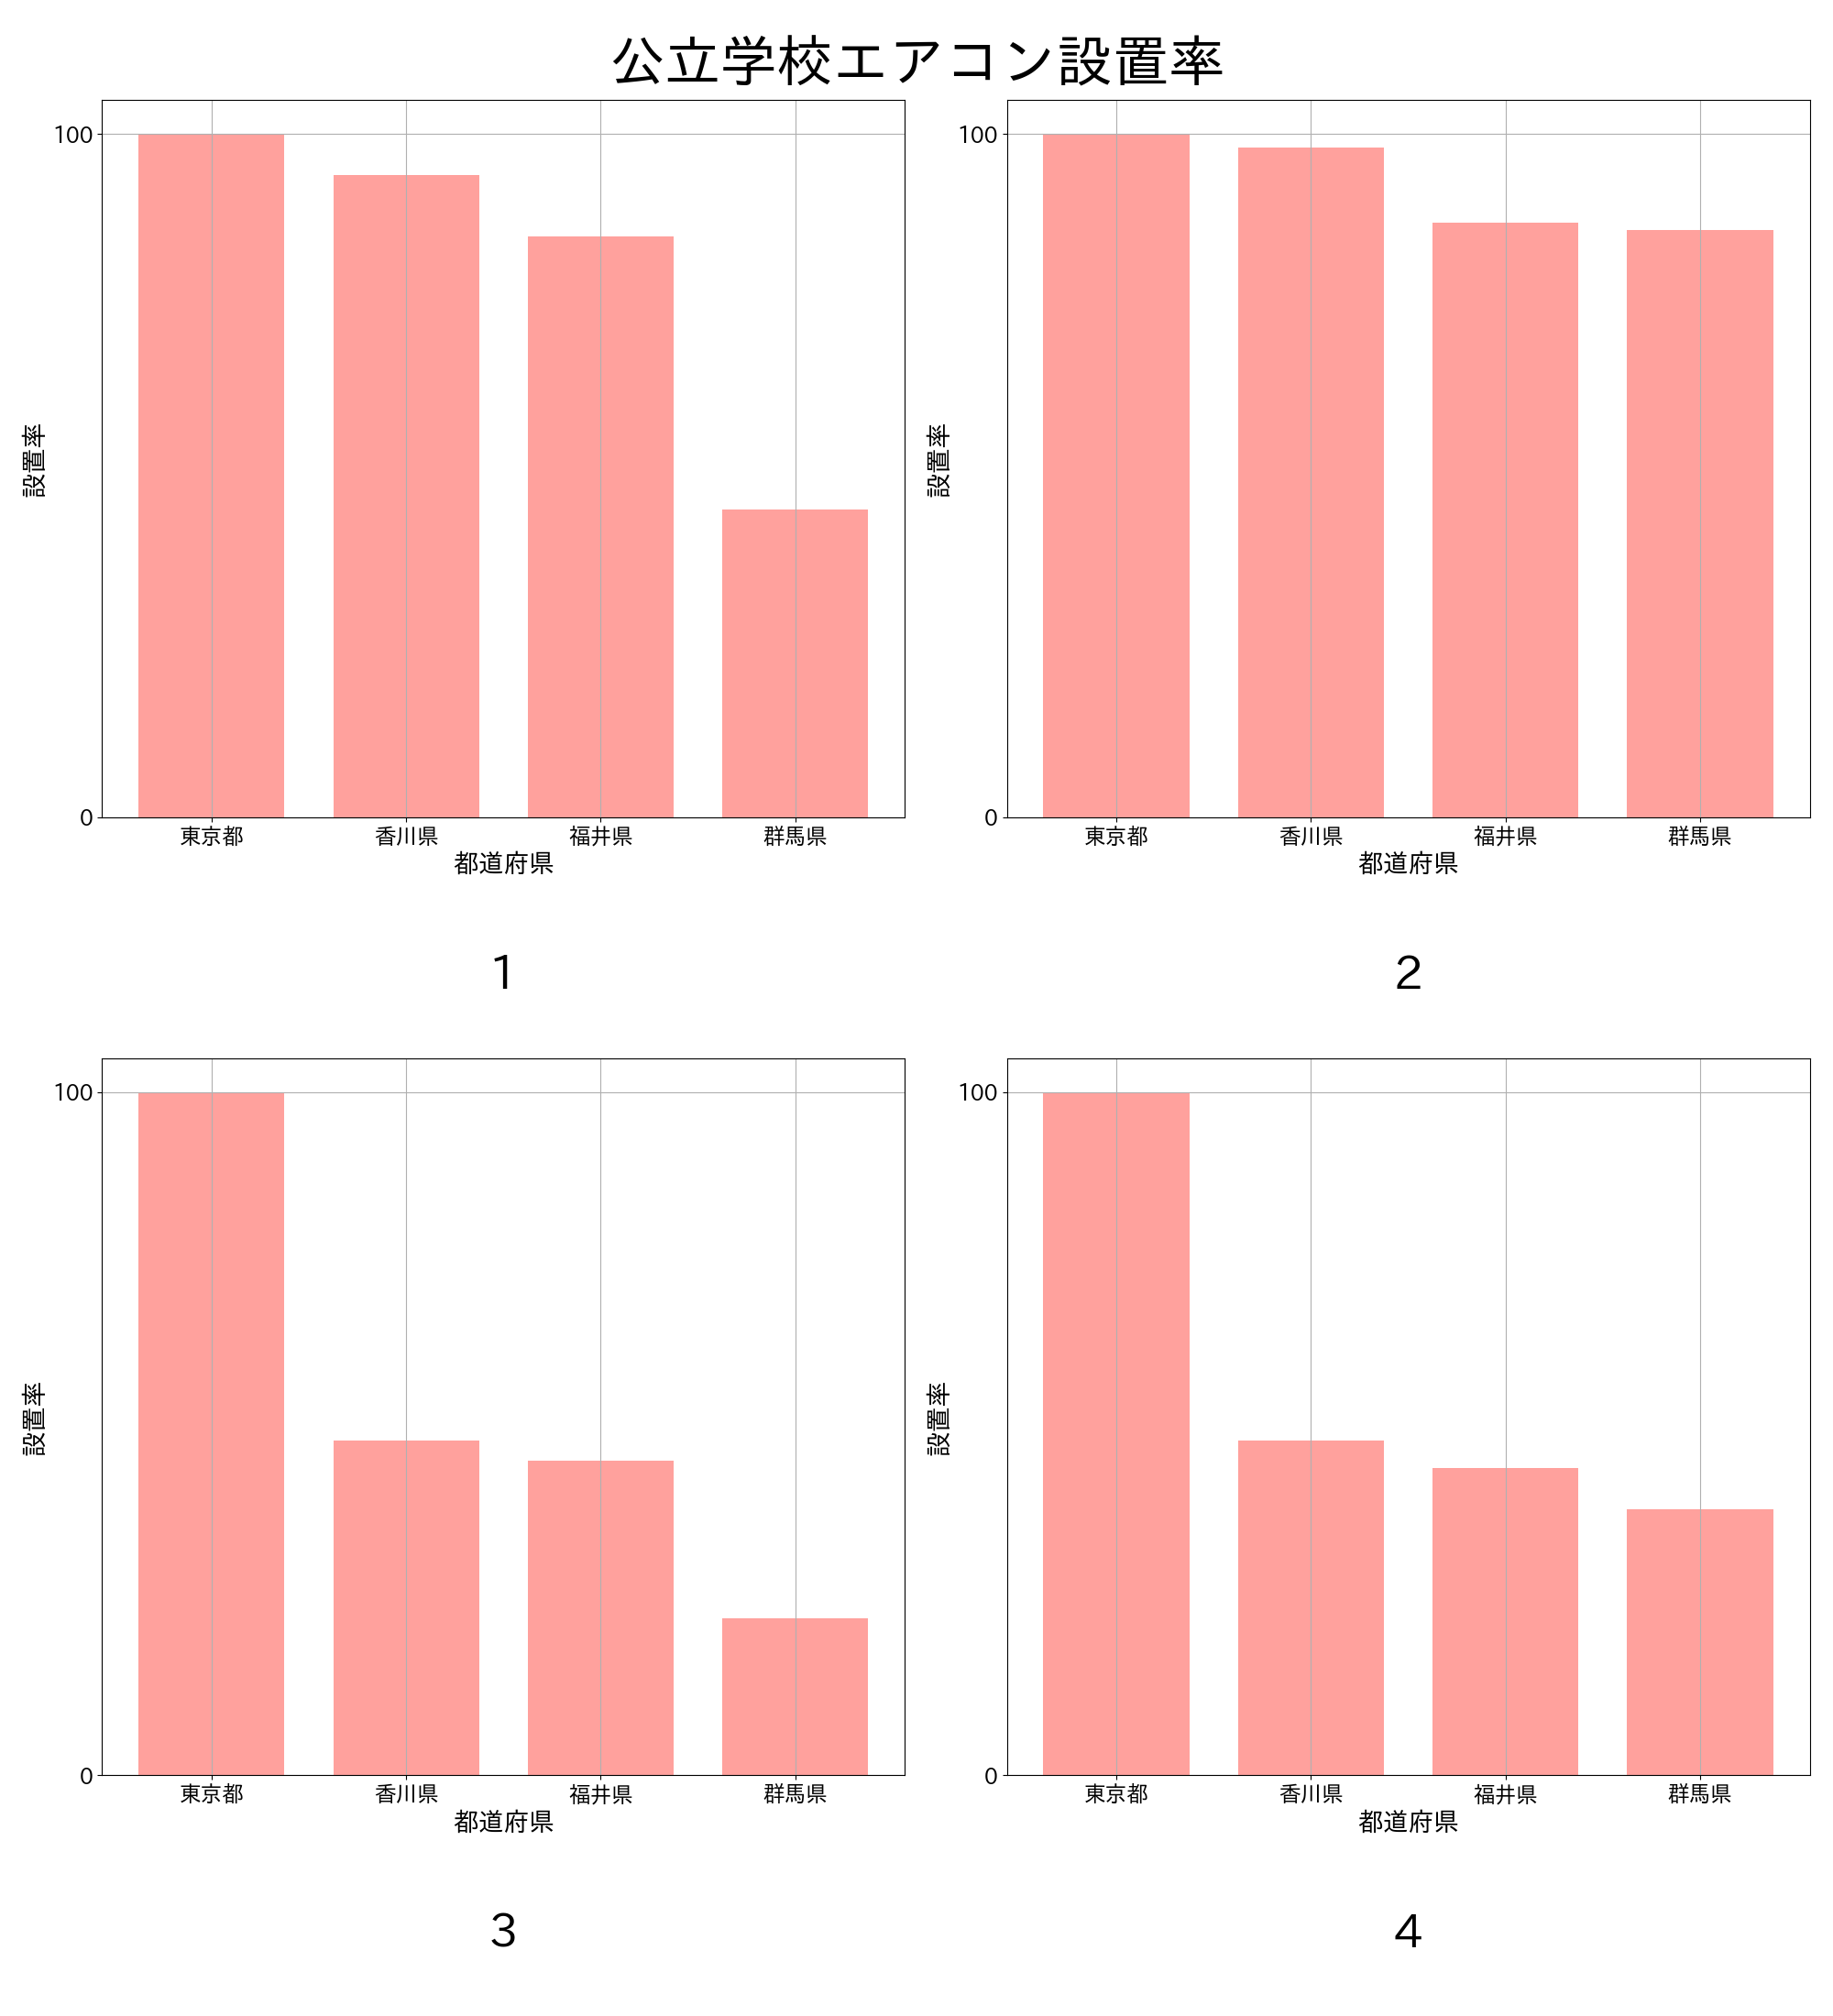 公立学校エアコン設置率
100
0
設置率
東京都 香川県 福井県 群馬県
都道府県
1
100
0
設置率
東京都 香川県 福井県 群馬県
都道府県
2
100
0
設置率
東京都 香川県 福井県 群馬県
都道府県
3
100
0
設置率
東京都 香川県 福井県 群馬県
都道府県
4